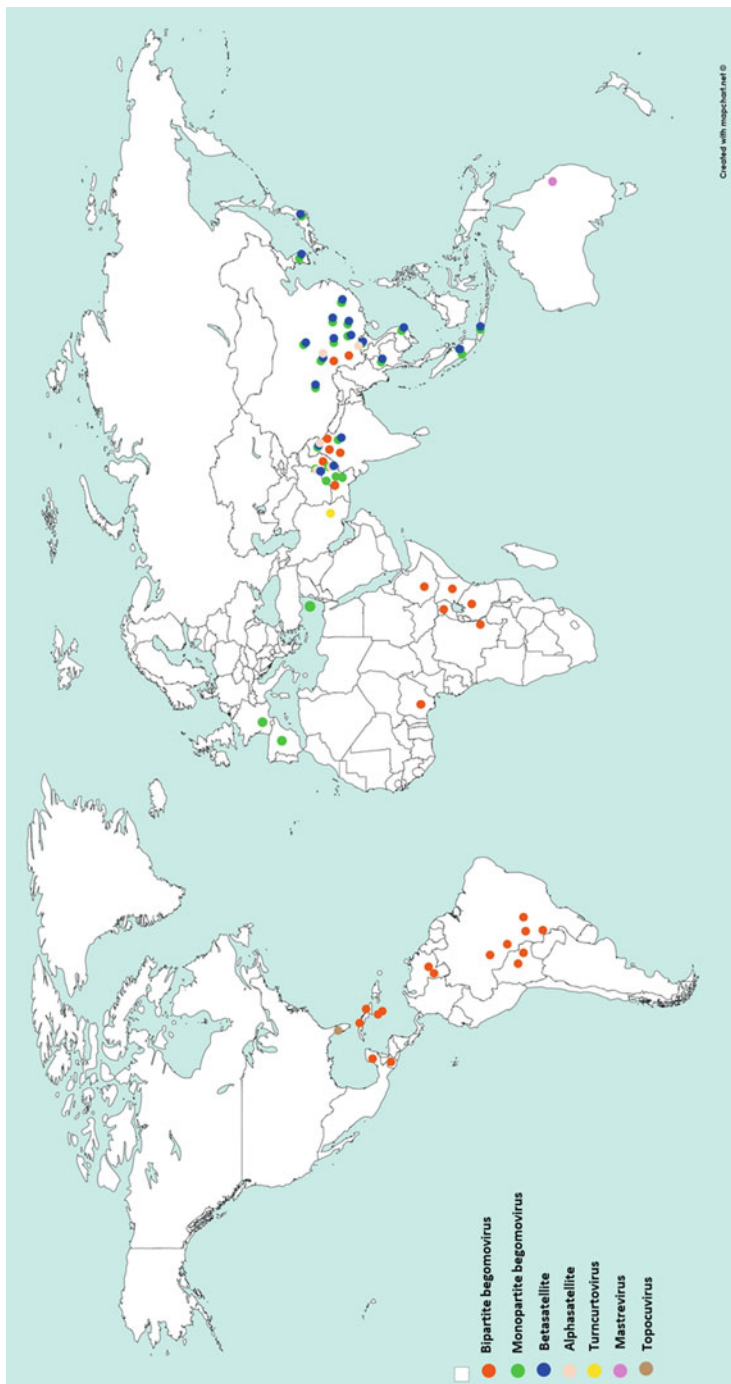 Bipartite begomovirus
Monopartite begomovirus
Betasatellite
Alphasatellite
Turncurtovirus
Mastrevirus
Topocuvirus
Created with mapchart.net ©